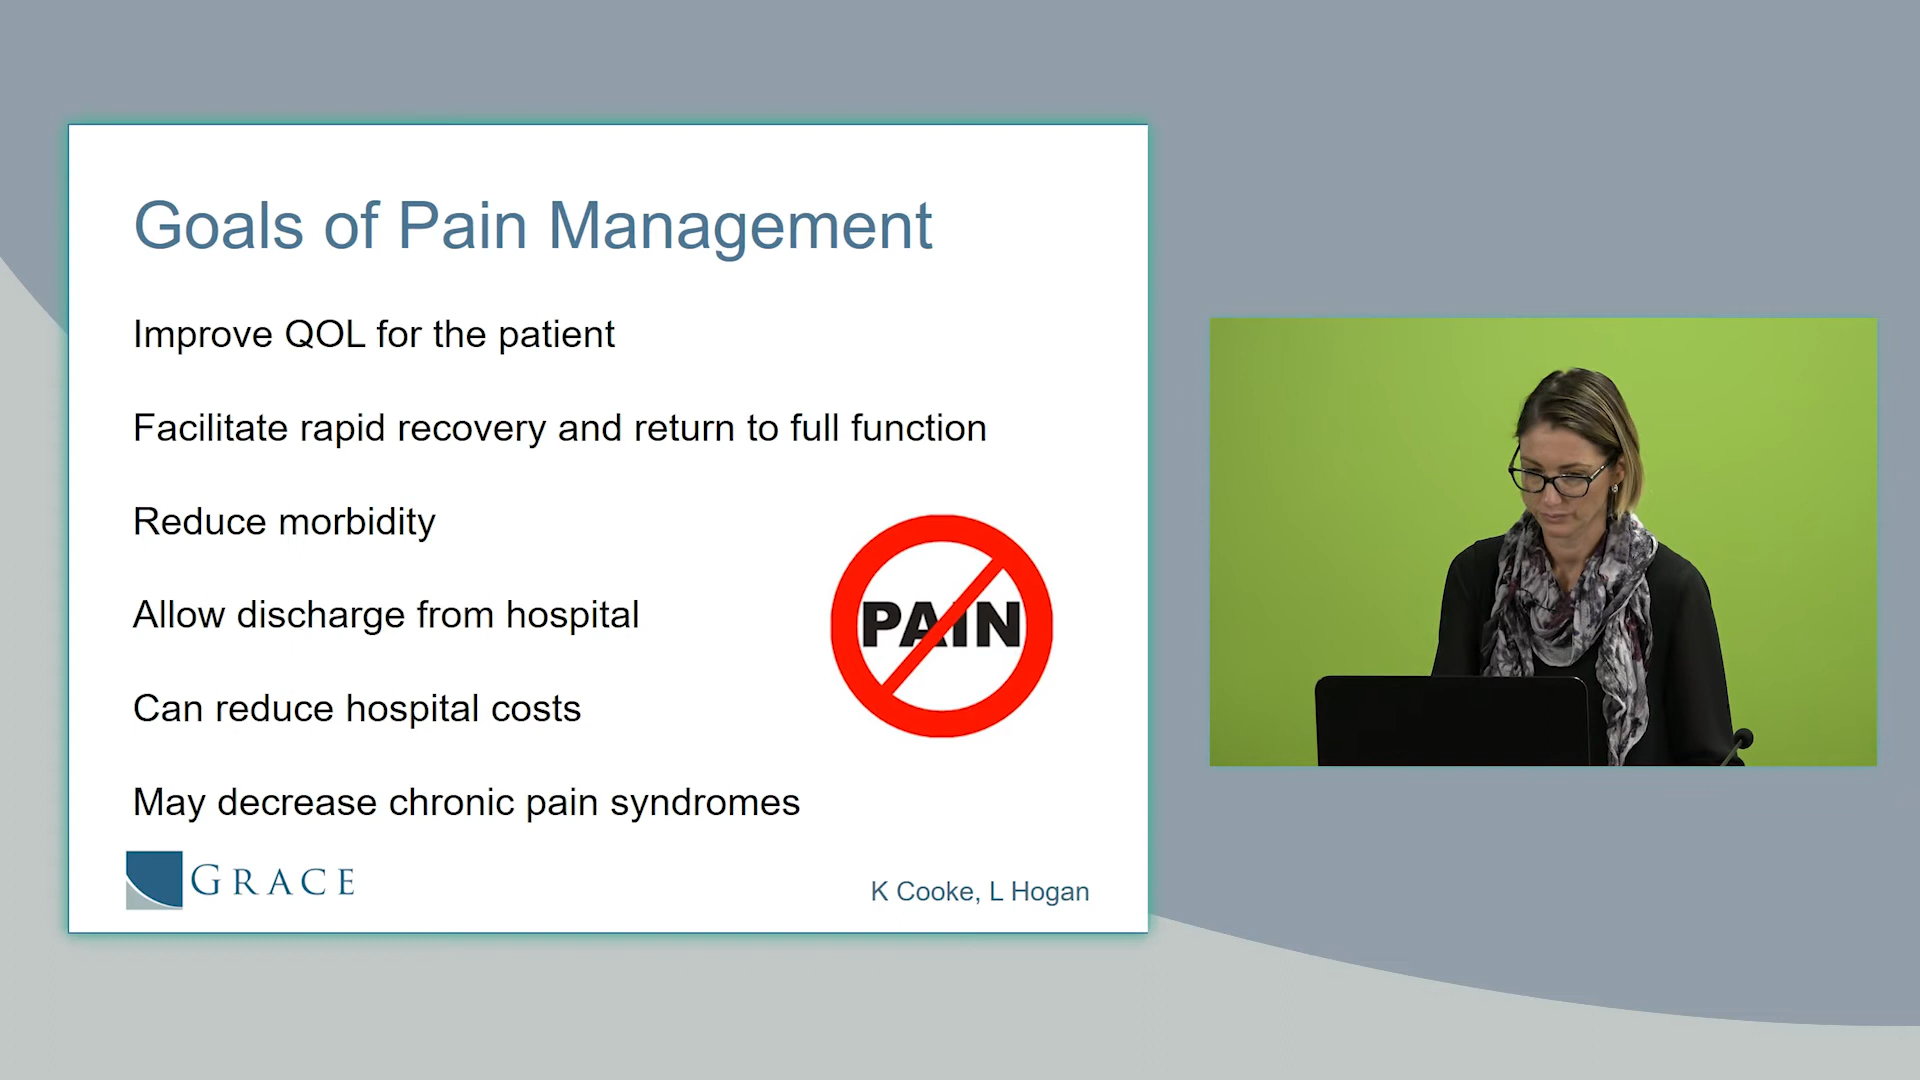 Goals of Pain Management
Improve QOL for the patient
Facilitate rapid recovery and return to full function
Reduce morbidity
Allow discharge from hospital
PAIN
Can reduce hospital costs
May decrease chronic pain syndromes
GRACE
K Cooke, L Hogan